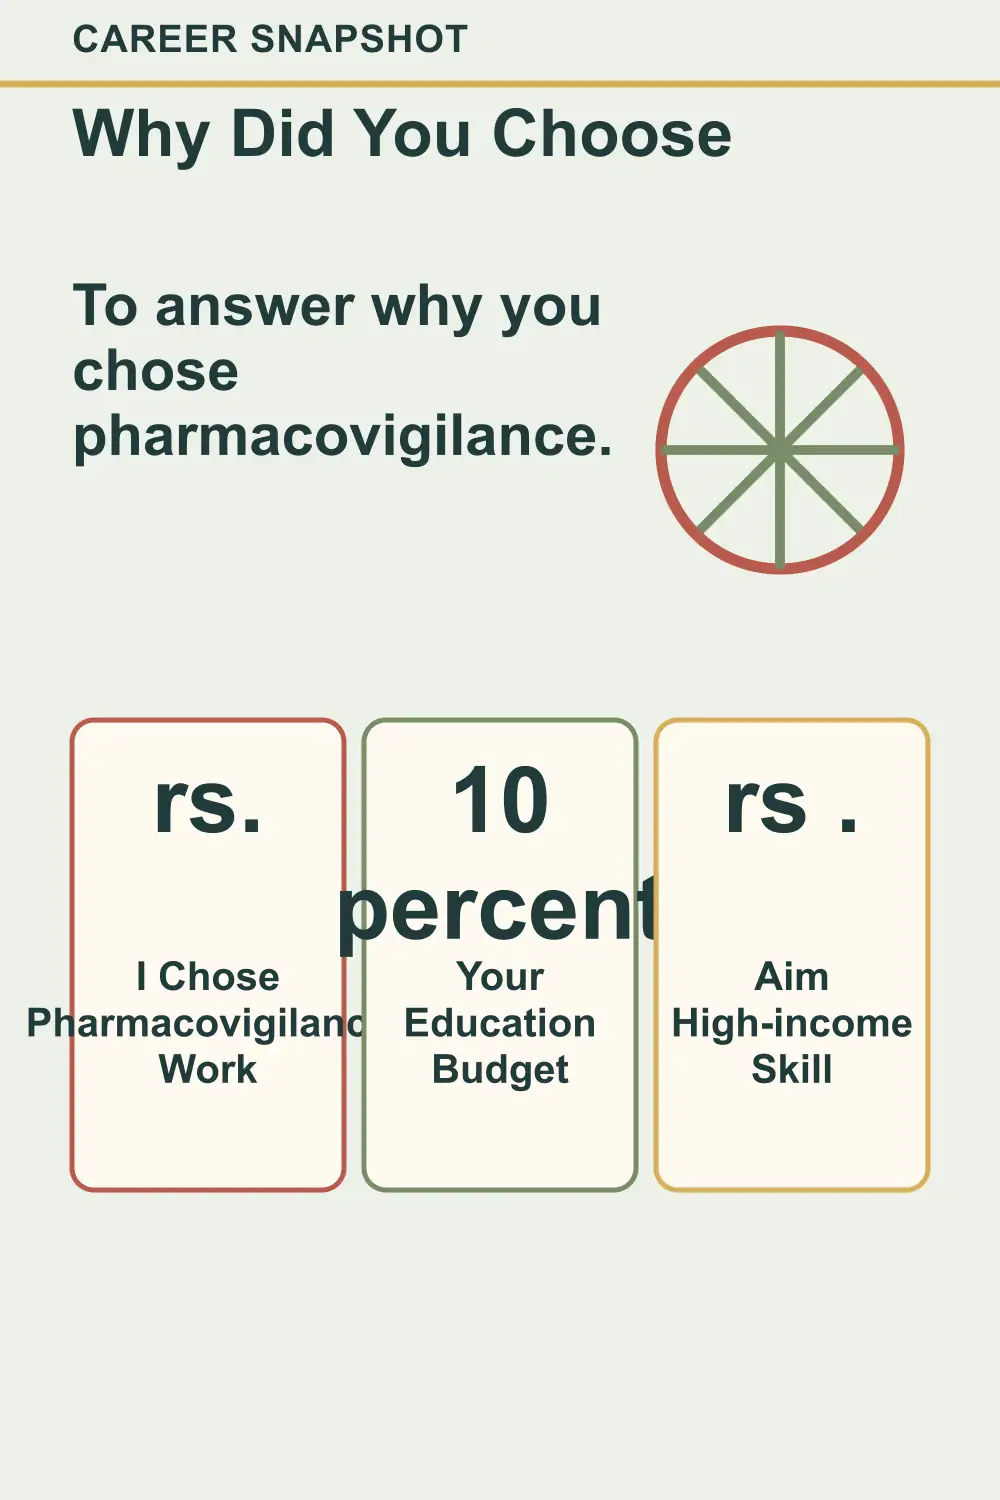 CAREER SNAPSHOT
Why Did You Choose
To answer why you
chose
pharmacovigilance.
rs.
I Chose
Pharmacovigilanc
Work
10
percent
Your
Education
Budget
rs .
Aim
High-income
Skill